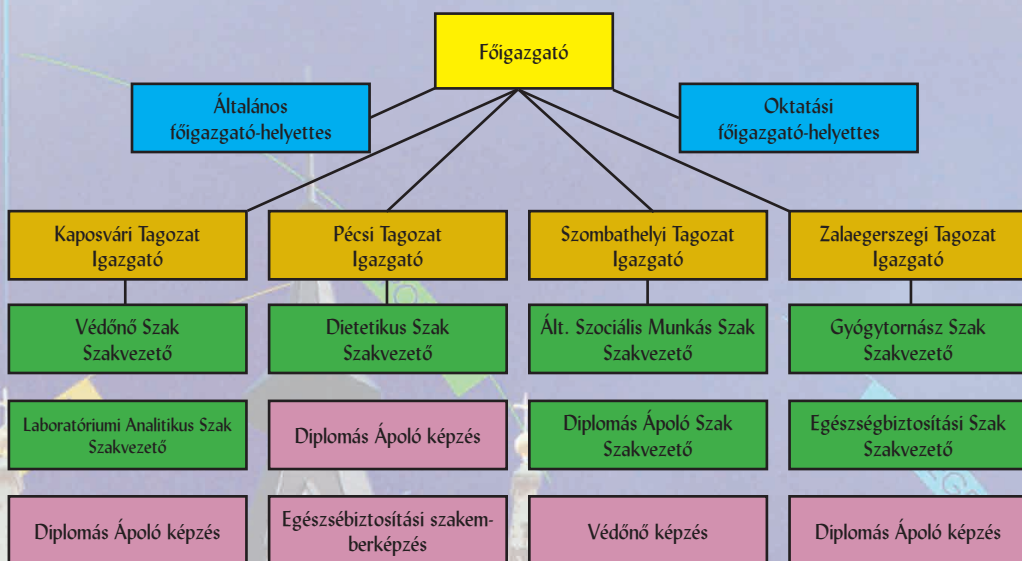 Főigazgató
Általános
főigazgató-helyettes
Oktatási
főigazgató-helyettes
Kaposvári Tagozat
Igazgató
Pécsi Tagozat
Igazgató
Szombathelyi Tagozat
Igazgató
Zalaegerszegi Tagozat
Igazgató
Védőnő Szak
Szakvezető
Dietetikus Szak
Szakvezető
Ált. Szociális Munkás Szak
Szakvezető
Gyógytornász Szak
Szakvezető
Laboratóriumi Analitikus Szak
Szakvezető
Diplomás Ápoló képzés
Diplomás Ápoló Szak
Szakvezető
Egészségbiztosítási Szak
Szakvezető
Diplomás Ápoló képzés
Egészsébiztosítási szakem-
berképzés
Védőnő képzés
Diplomás Ápoló képzés